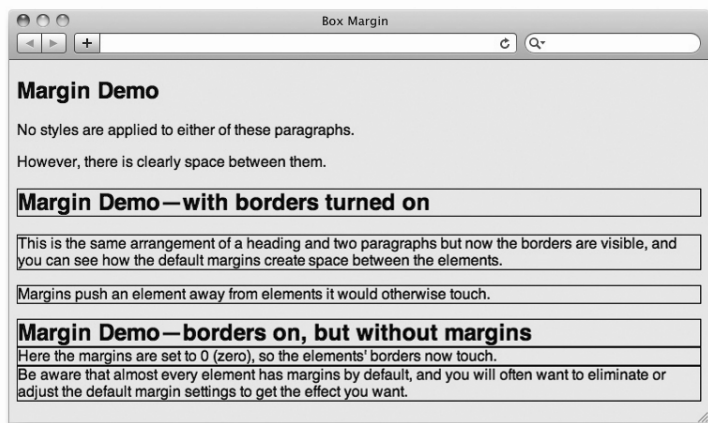 Box Margin
Margin Demo
No styles are applied to either of these paragraphs.
However, there is clearly space between them.
Margin Demo—with borders turned on
This is the same arrangement of a heading and two paragraphs but now the borders are visible, and
you can see how the default margins create space between the elements.
Margins push an element away from elements it would otherwise touch.
Margin Demo—borders on, but without margins
Here the margins are set to 0 (zero), so the elements' borders now touch.
Be aware that almost every element has margins by default, and you will often want to eliminate or
adjust the default margin settings to get the effect you want.